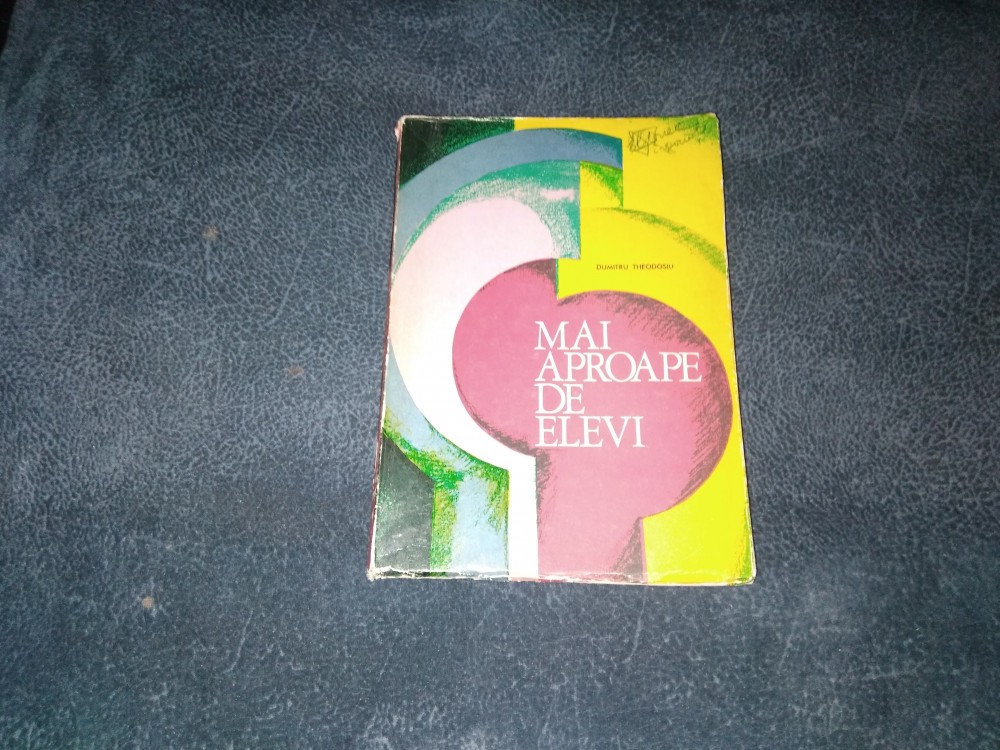 DUMITRU THEODOSIU
MAI
APROAPE
DE
ELEVI